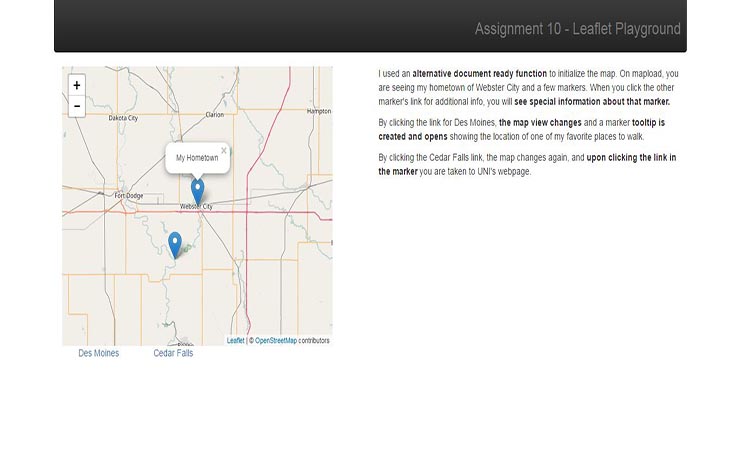 Assignment 10 - Leaflet Playground
+
−
Dakota City
Clarion
Hampton
My Hometown
×
Fort Dodge
Webster City
Leaflet | © OpenStreetMap contributors
Des Moines
Cedar Falls
I used an alternative document ready function to initialize the map. On mapload, you
are seeing my hometown of Webster City and a few markers. When you click the other
marker's link for additional info, you will see special information about that marker.
By clicking the link for Des Moines, the map view changes and a marker tooltip is
created and opens showing the location of one of my favorite places to walk.
By clicking the Cedar Falls link, the map changes again, and upon clicking the link in
the marker you are taken to UNI's webpage.